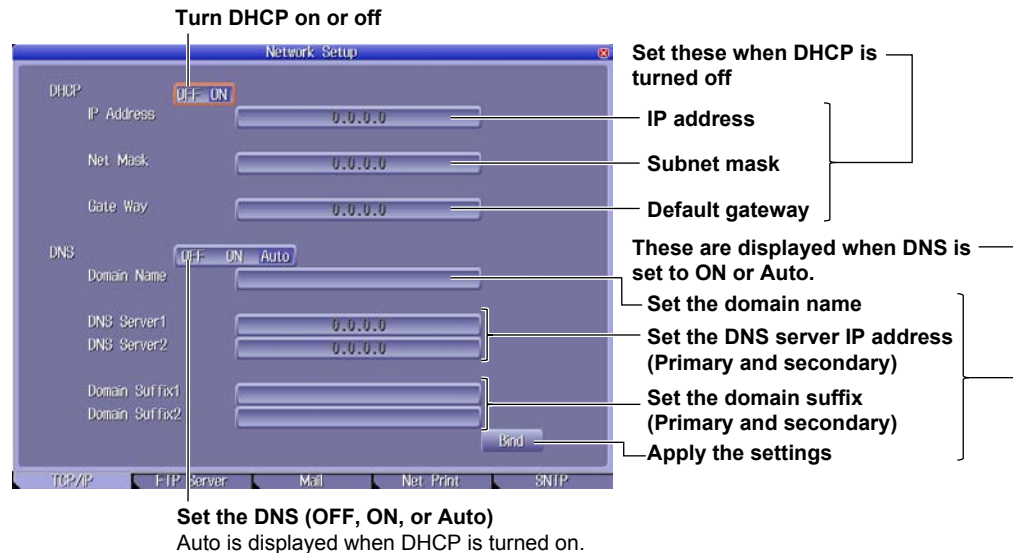 Turn DHCP on or off
Network Setup
Set these when DHCP is
turned off
DHCP
OFF ON
IP Address
0.0.0.0
IP address
Net Mask
0.0.0.0
Subnet mask
Gate Way
0.0.0.0
Default gateway
These are displayed when DNS is
set to ON or Auto.
DNS
OFF ON Auto
Domain Name
Set the domain name
DNS Server1
0.0.0.0
DNS Server2
0.0.0.0
Set the DNS server IP address
(Primary and secondary)
Domain Suffix1
Domain Suffix2
Set the domain suffix
(Primary and secondary)
Bind
Apply the settings
TCP/IP
FTP Server
Mail
Net Print
SNTP
Set the DNS (OFF, ON, or Auto)
Auto is displayed when DHCP is turned on.